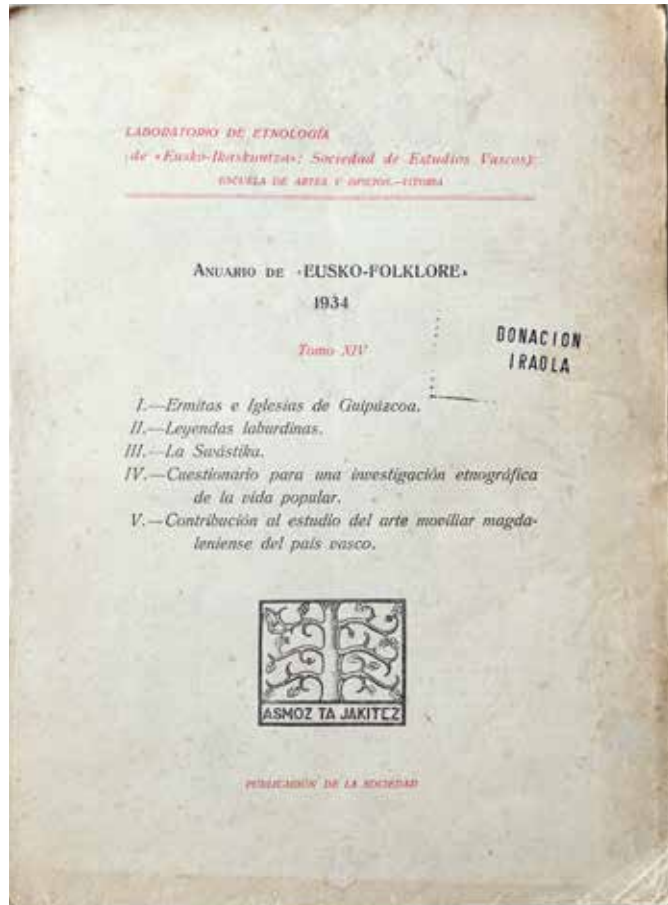 LABORATORIO DE ETNOLOGÍA
(de «Eusko-Ikaskuntza»: Sociedad de Estudios Vascos):
ESCUELA DE ARTES Y OFICIOS.—VITORIA
ANUARIO DE «EUSKO-FOLKLORE»
1934
Tomo XIV
DONACION
IRAOLA
I.—Ermitas e Iglesias de Guipúzcoa.
II.—Leyendas laburdinas.
III.—La Swástika.
IV.—Cuestionario para una investigación etnográfica
de la vida popular.
V.—Contribución al estudio del arte moviliar magda-
leniense del país vasco.
ASMOZ TA JAKITEZ
PUBLICACIÓN DE LA SOCIEDAD